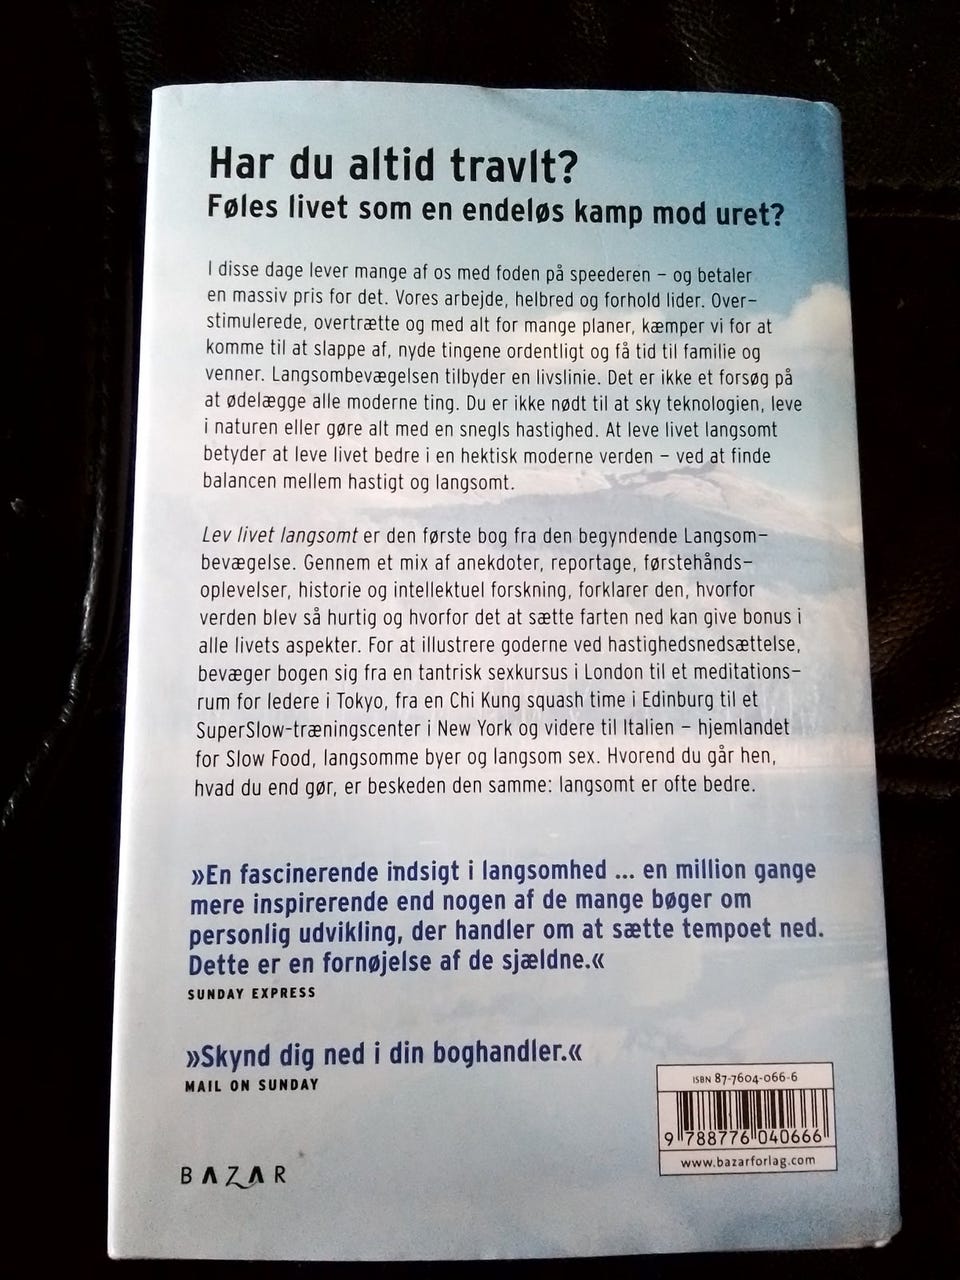 Har du altid travlt?
Føles livet som en endeløs kamp mod uret?
I disse dage lever mange af os med foden på speederen – og betaler
en massiv pris for det. Vores arbejde, helbred og forhold lider. Over-
stimulerede, overtrætte og med alt for mange planer, kæmper vi for at
komme til at slappe af, nyde tingene ordentligt og få tid til familie og
venner. Langsombevægelsen tilbyder en livslinie. Det er ikke et forsøg på
at ødelægge alle moderne ting. Du er ikke nødt til at sky teknologien, leve
i naturen eller gøre alt med en snegls hastighed. At leve livet langsomt
betyder at leve livet bedre i en hektisk moderne verden – ved at finde
balancen mellem hastigt og langsomt.
Lev livet langsomt er den første bog fra den begyndende Langsom-
bevægelse. Gennem et mix af anekdoter, reportage, førstehånds-
oplevelser, historie og intellektuel forskning, forklarer den, hvorfor
verden blev så hurtig og hvorfor det at sætte farten ned kan give bonus i
alle livets aspekter. For at illustrere goderne ved hastighedsnedsættelse,
bevæger bogen sig fra en tantrisk sexkursus i London til et meditations-
rum for ledere i Tokyo, fra en Chi Kung squash time i Edinburg til et
SuperSlow-træningscenter i New York og videre til Italien – hjemlandet
for Slow Food, langsomme byer og langsom sex. Hvorend du går hen,
hvad du end gør, er beskeden den samme: langsomt er ofte bedre.
»En fascinerende indsigt i langsomhed ... en million gange
mere inspirerende end nogen af de mange bøger om
personlig udvikling, der handler om at sætte tempoet ned.
Dette er en fornøjelse af de sjældne.«
SUNDAY EXPRESS
»Skynd dig ned i din boghandler.«
MAIL ON SUNDAY
ISBN 87-7604-066-6
9 788776 040666
www.bazarforlag.com
BAZAR